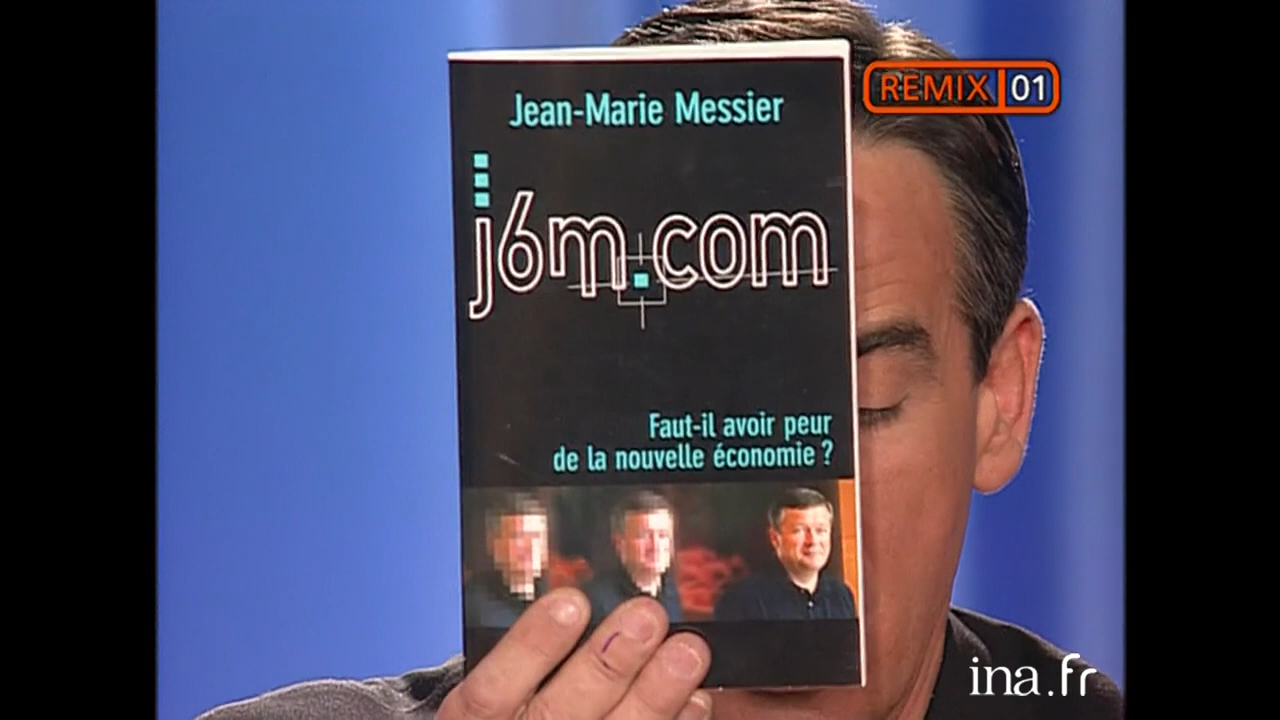 Jean-Marie Messier
REMIX 01
j6m.com
Faut-il avoir peur
de la nouvelle économie ?
ina.fr